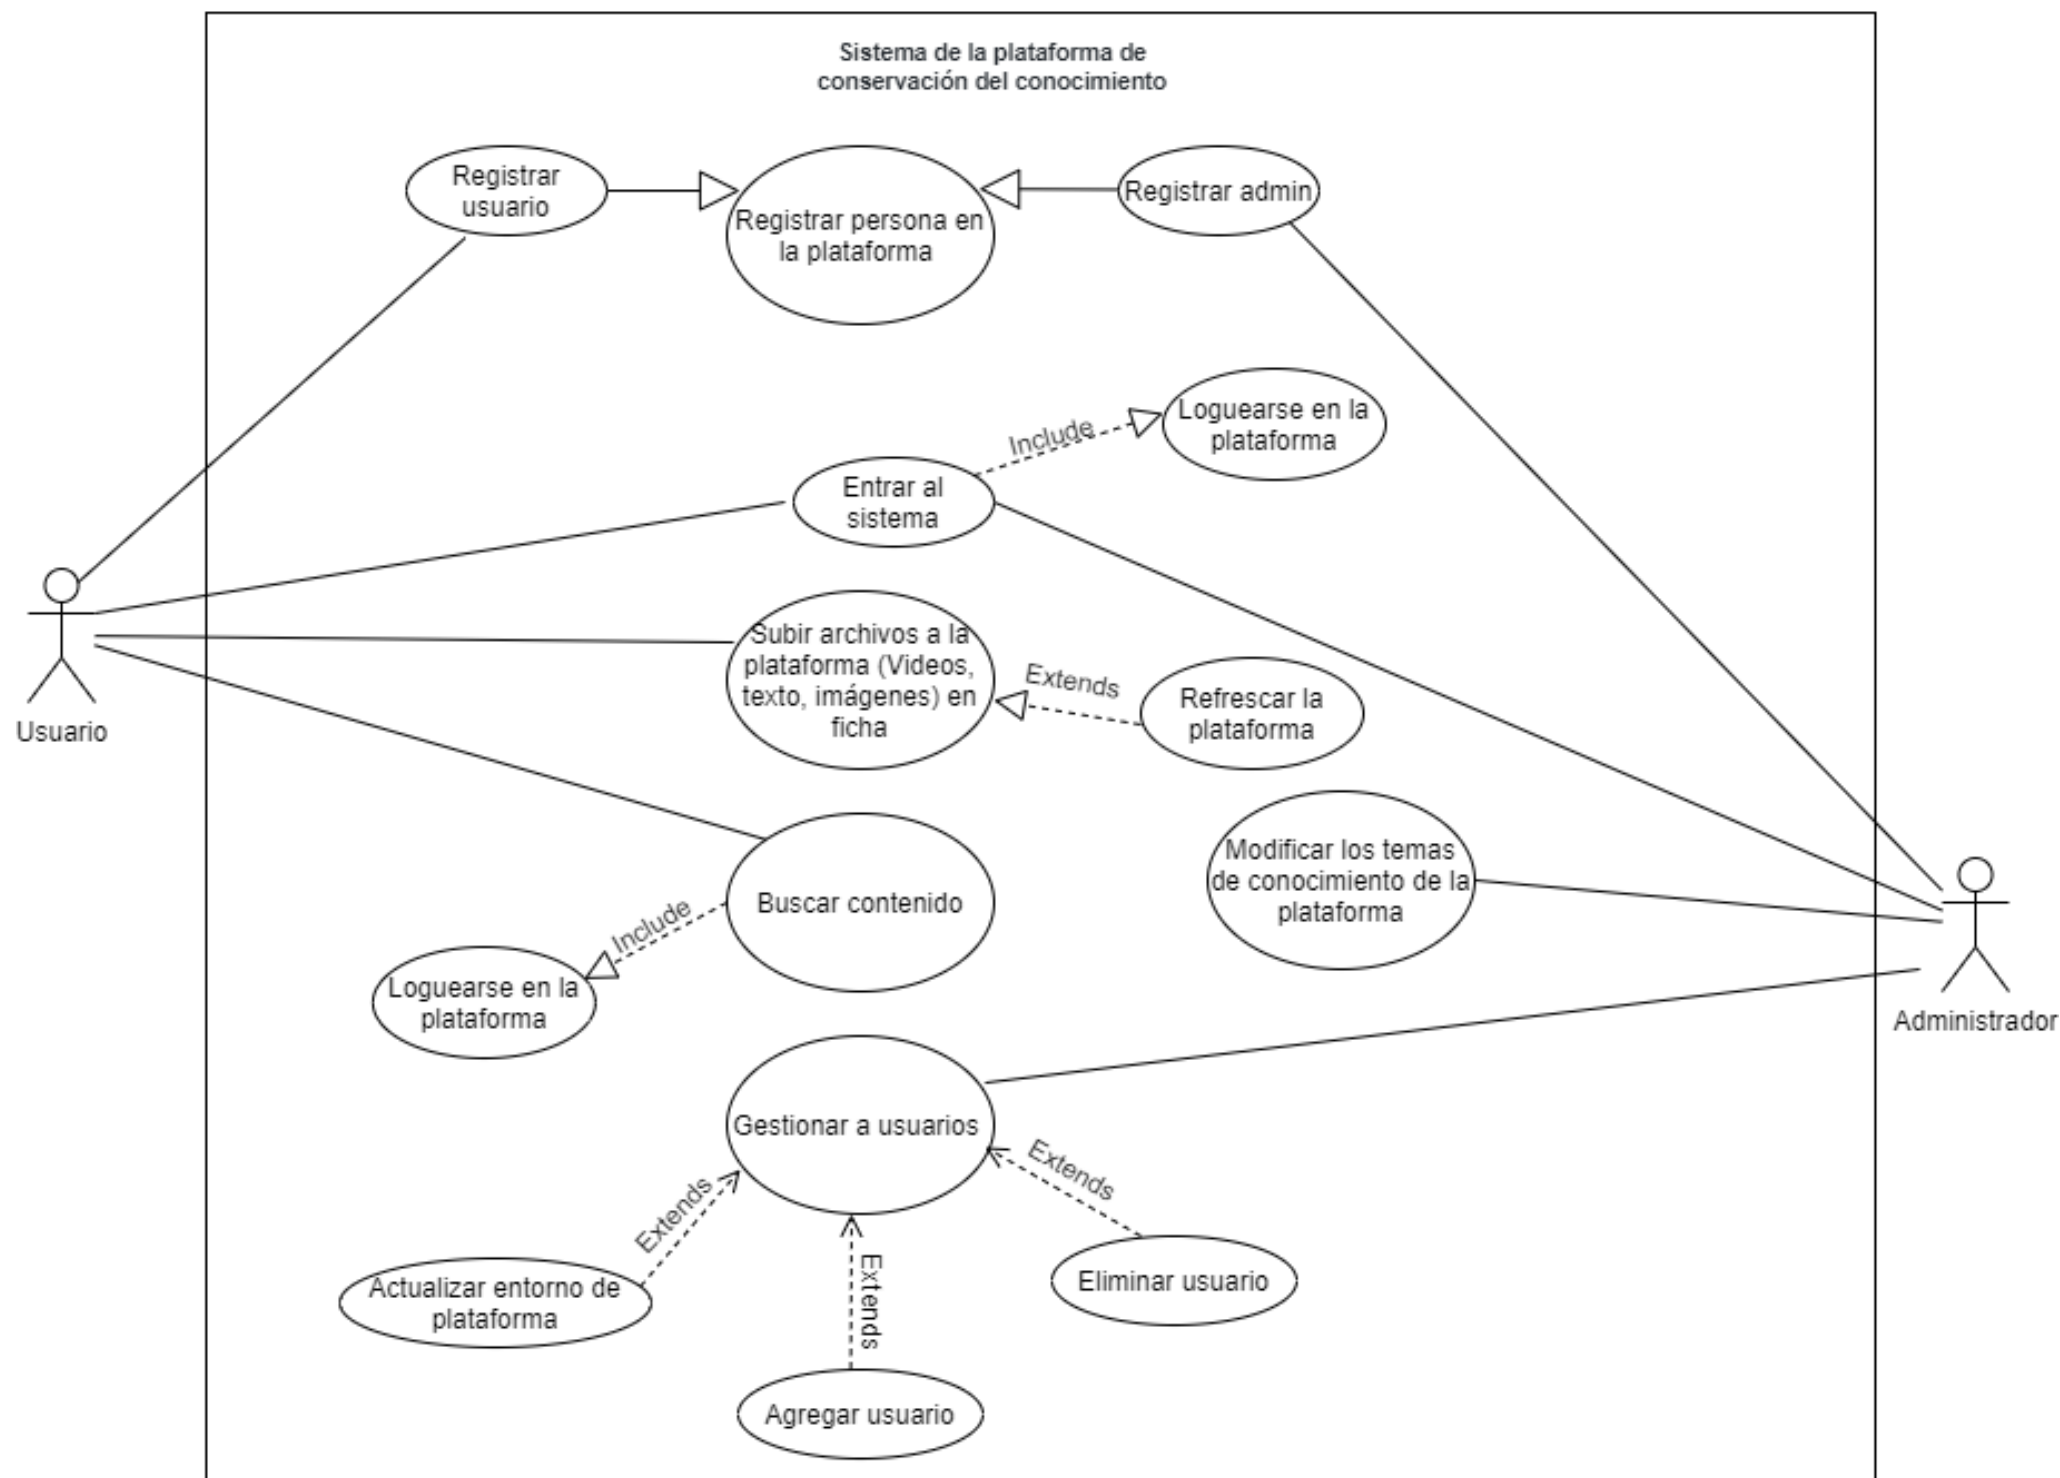 Sistema de la plataforma de
conservación del conocimiento
Registrar
usuario
Registrar persona en
la plataforma
Registrar admin
Loguearse en la
plataforma
Include
Entrar al
sistema
Subir archivos a la
plataforma (Videos,
texto, imágenes) en
ficha
Extends
Refrescar la
plataforma
Usuario
Modificar los temas
de conocimiento de la
plataforma
Buscar contenido
Include
Loguearse en la
plataforma
Administrador
Gestionar a usuarios
Extends
Extends
Extends
Eliminar usuario
Actualizar entorno de
plataforma
Agregar usuario